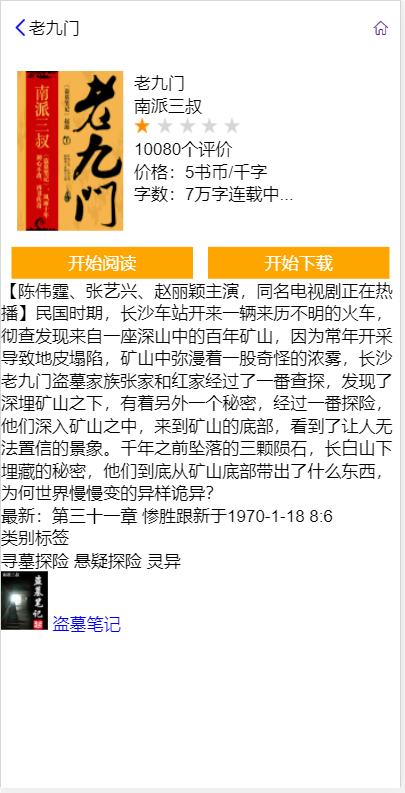 老九门
南派三叔
老九门
老九门
南派三叔
10080个评价
价格：5书币/千字
字数：7万字连载中...
开始阅读
开始下载
【陈伟霆、张艺兴、赵丽颖主演，同名电视剧正在热
播】民国时期，长沙车站开来一辆来历不明的火车，
彻查发现来自一座深山中的百年矿山，因为常年开采
导致地皮塌陷，矿山中弥漫着一股奇怪的浓雾，长沙
老九门盗墓家族张家和红家经过了一番查探，发现了
深埋矿山之下，有着另外一个秘密，经过一番探险，
他们深入矿山之中，来到矿山的底部，看到了让人无
法置信的景象。千年之前坠落的三颗陨石，长白山下
埋藏的秘密，他们到底从矿山底部带出了什么东西，
为何世界慢慢变的异样诡异？
最新：第三十一章 惨胜跟新于1970-1-18 8:6
类别标签
寻墓探险 悬疑探险 灵异
盗墓笔记
盗墓笔记